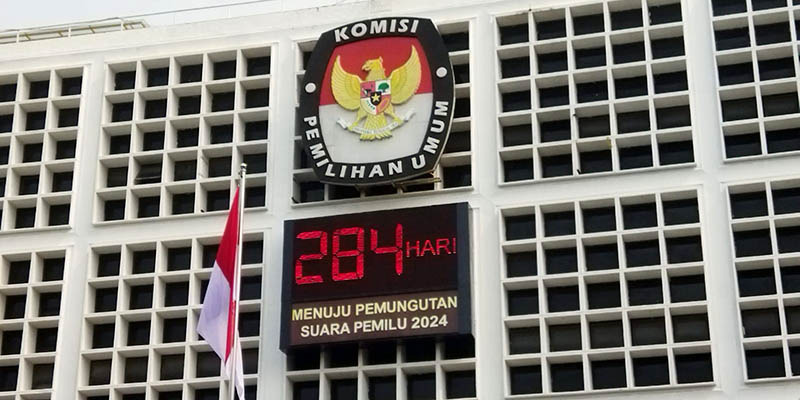 KOMISI
PEMILIHAN UMUM
284 HARI
MENUJU PEMUNGUTAN
SUARA PEMILU 2024